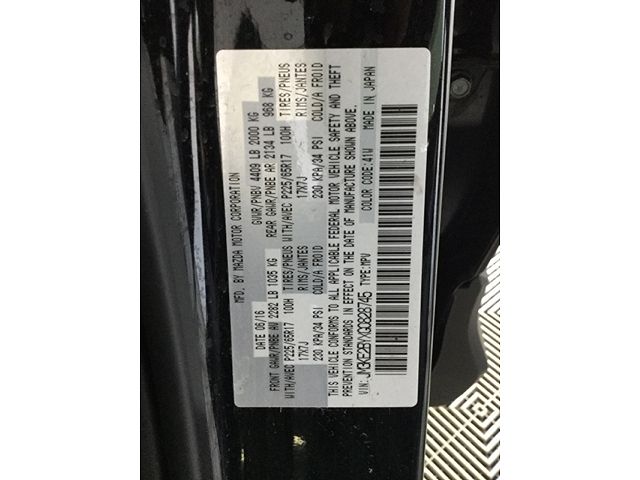 MFD. BY MAZDA MOTOR CORPORATION
DATE 06/16 GVWR/PNBV 4409 LB 2000 KG
FRONT GAWR/PNBE AV 2282 LB 1035 KG REAR GAWR/PNBE AR 2134 LB 968 KG
WITH/AVEC P225/65R17 100H TIRES/PNEUS WITH/AVEC P225/65R17 100H TIRES/PNEUS
17X7J RIMS/JANTES 17X7J RIMS/JANTES
230 KPA/34 PSI COLD/A FROID 230 KPA/34 PSI COLD/A FROID
THIS VEHICLE CONFORMS TO ALL APPLICABLE FEDERAL MOTOR VEHICLE SAFETY AND THEFT
PREVENTION STANDARDS IN EFFECT ON THE DATE OF MANUFACTURE SHOWN ABOVE.
VIN: JM3KE2BYXG0828745 TYPE:MPV CODE:41W MADE IN JAPAN